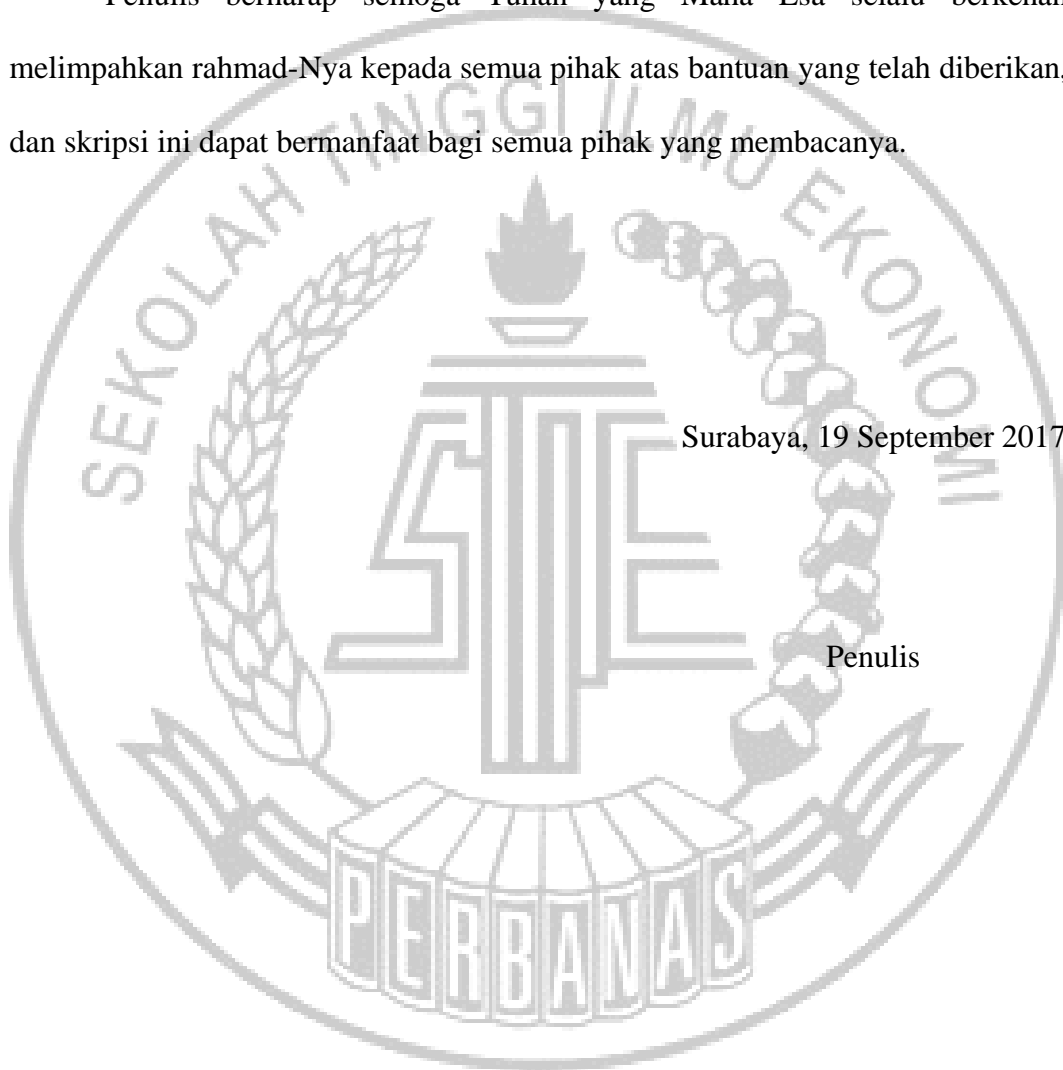 Penulis berharap semoga Tuhan yang Maha Esa selalu berkenan
melimpahkan rahmad-Nya kepada semua pihak atas bantuan yang telah diberikan,
dan skripsi ini dapat bermanfaat bagi semua pihak yang membacanya.
SEKOLAH TINGGI ILMU EKONOMI
Surabaya, 19 September 2017
STIE
Penulis
PERBANAS